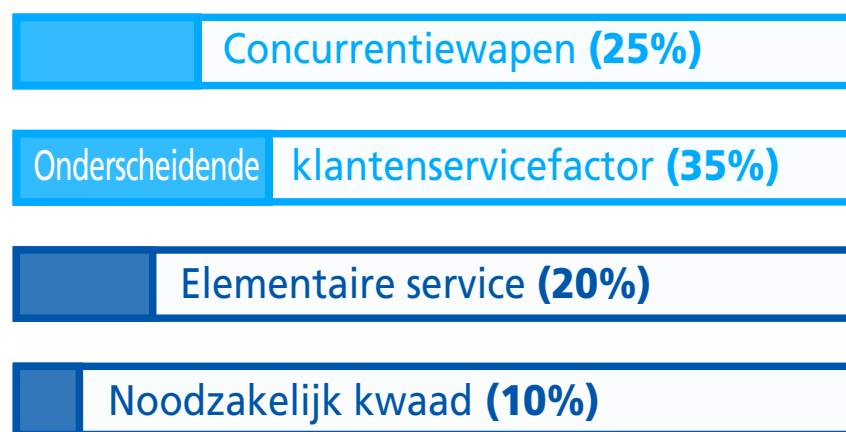 Concurrentiewapen (25%)
Onderscheidende klantenservicefactor (35%)
Elementaire service (20%)
Noodzakelijk kwaad (10%)